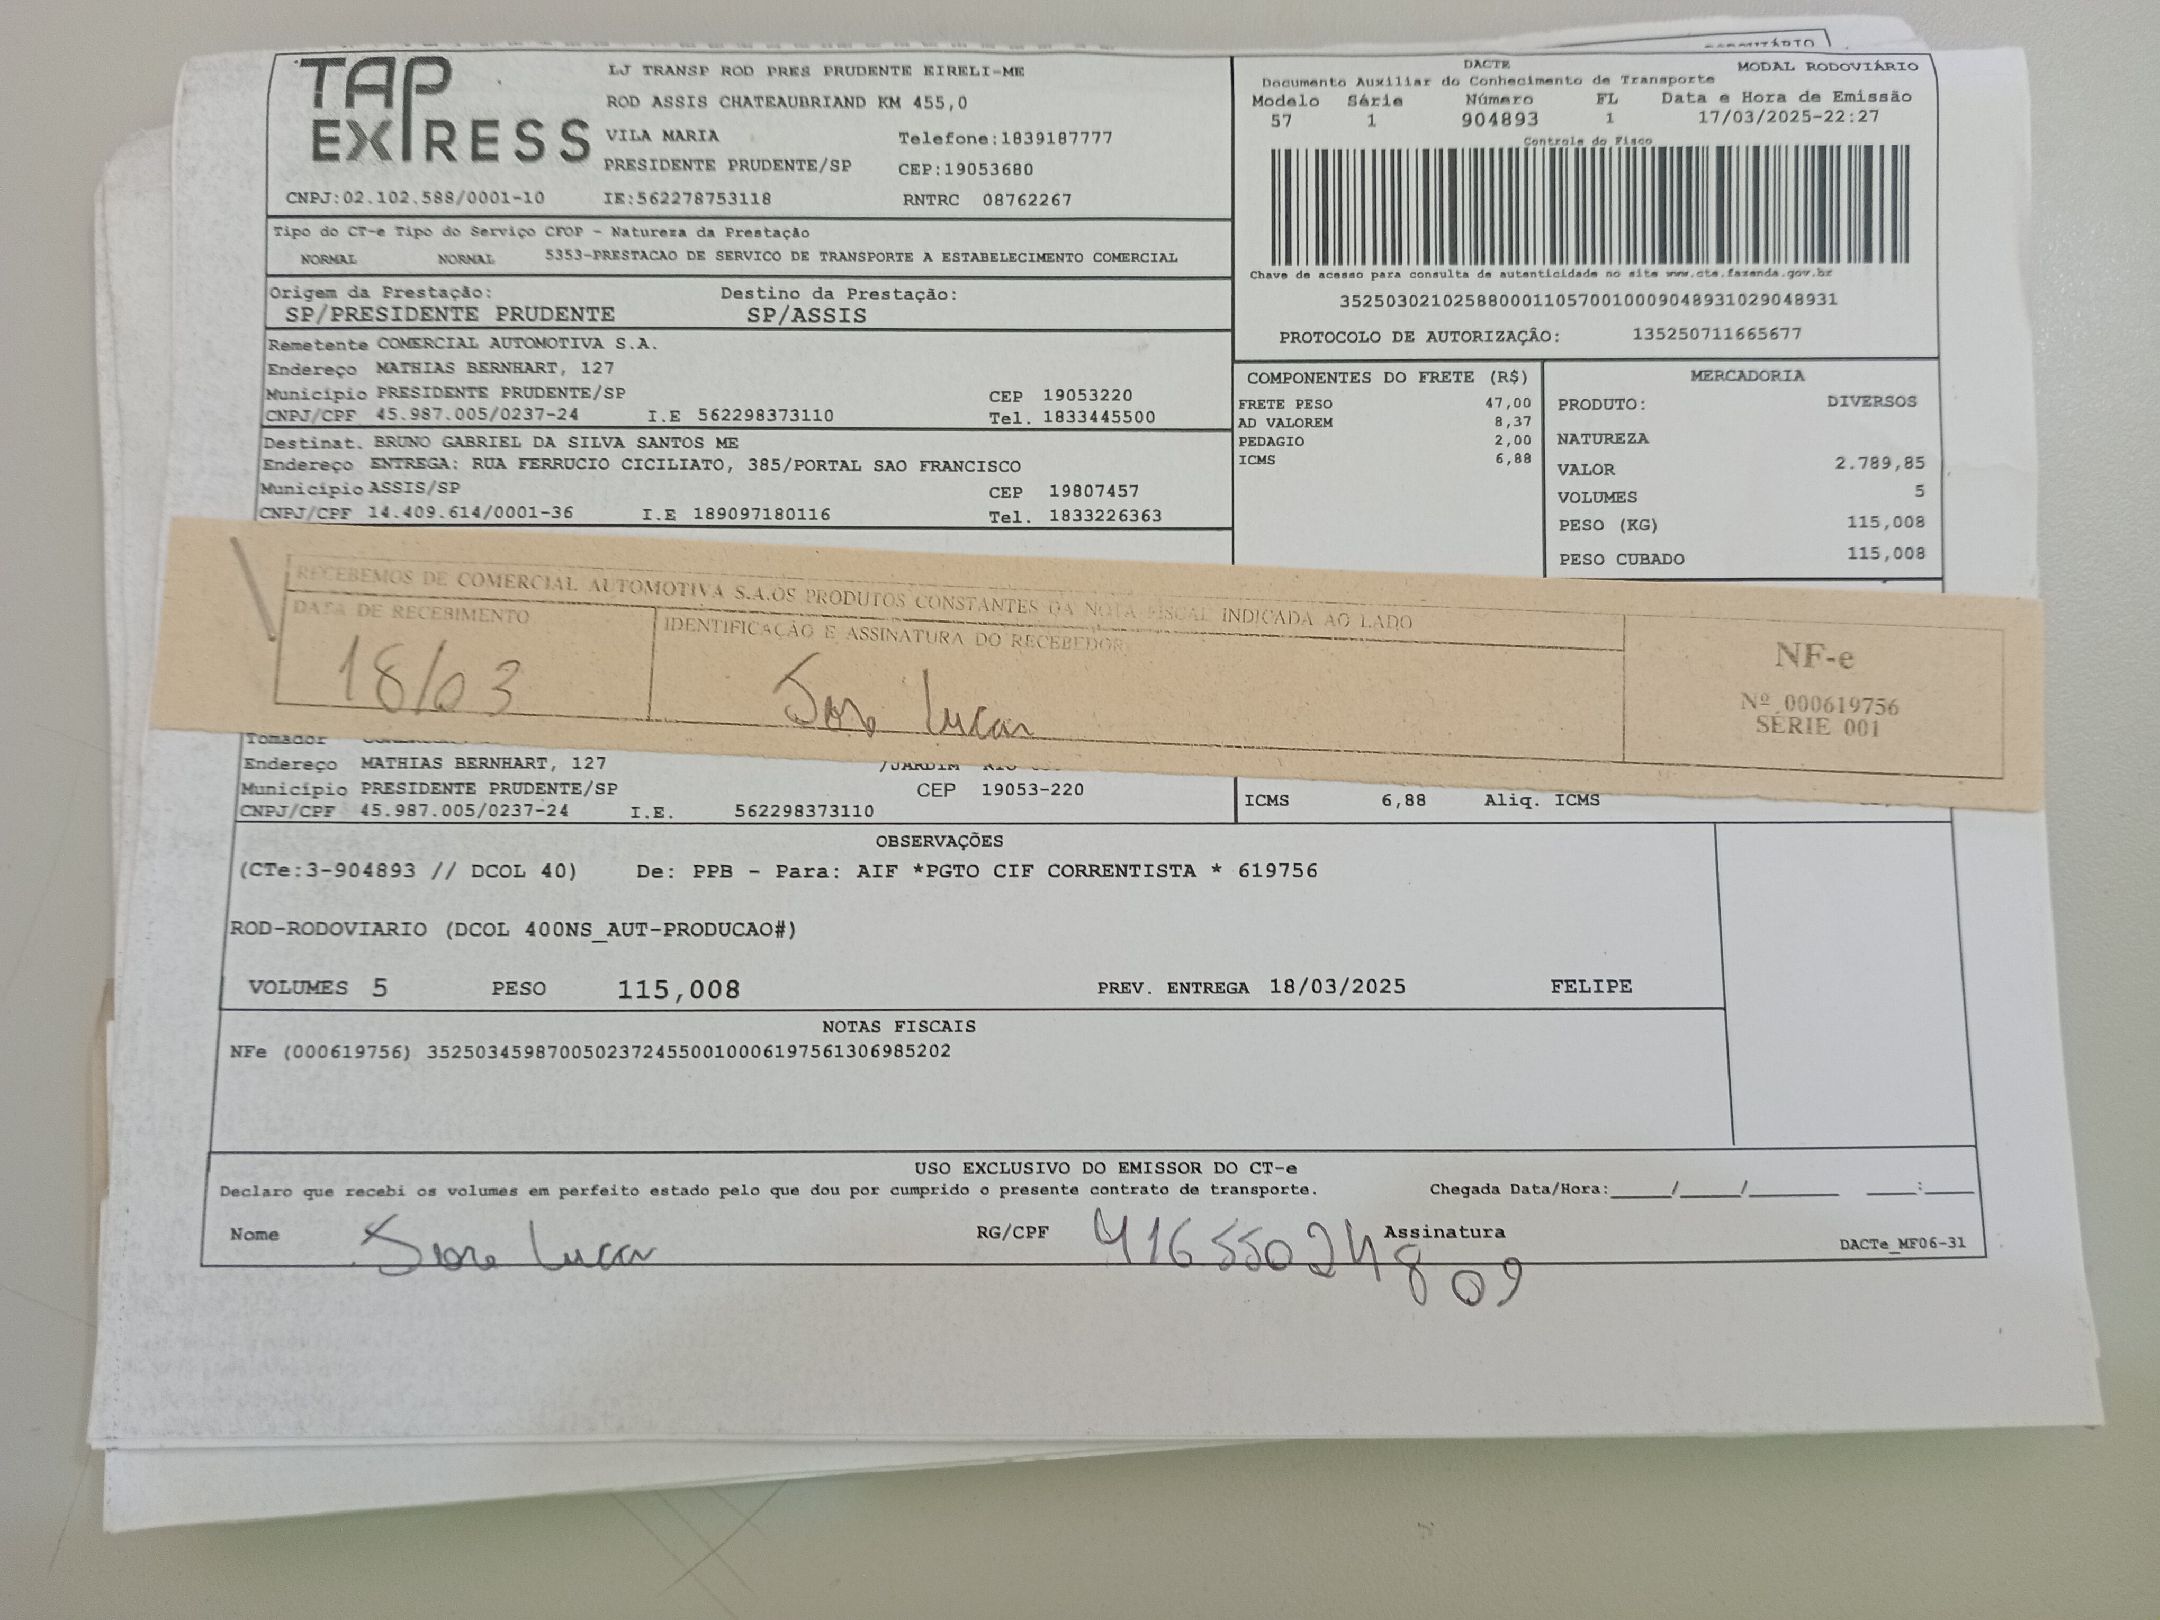 TAP EXPRESS
LJ TRANSP ROD PRES PRUDENTE EIRELI-ME
ROD ASSIS CHATEAUBRIAND KM 455,0
VILA MARIA Telefone:1839187777
PRESIDENTE PRUDENTE/SP CEP:19053680
CNPJ:02.102.588/0001-10 IE:562278753118 RNTRC 08762267
DACTE MODAL RODOVIÁRIO
Documento Auxiliar do Conhecimento de Transporte
Modelo Série Número FL Data e Hora de Emissão
57 1 904893 1 17/03/2025-22:27
Controle do Fisco
Chave de acesso para consulta de autenticidade no site www.cte.fazenda.gov.br
35250302102588000110570010009048931029048931
PROTOCOLO DE AUTORIZAÇÃO: 135250711665677
Tipo do CT-e Tipo do Serviço CFOP - Natureza da Prestação
NORMAL NORMAL 5353-PRESTACAO DE SERVICO DE TRANSPORTE A ESTABELECIMENTO COMERCIAL
Origem da Prestação: Destino da Prestação:
SP/PRESIDENTE PRUDENTE SP/ASSIS
Remetente COMERCIAL AUTOMOTIVA S.A.
Endereço MATHIAS BERNHART, 127
Município PRESIDENTE PRUDENTE/SP CEP 19053220
CNPJ/CPF 45.987.005/0237-24 I.E 562298373110 Tel. 1833445500
Destinat. BRUNO GABRIEL DA SILVA SANTOS ME
Endereço ENTREGA: RUA FERRUCIO CICILIATO, 385/PORTAL SAO FRANCISCO
Município ASSIS/SP CEP 19807457
CNPJ/CPF 14.409.614/0001-36 I.E 189097180116 Tel. 1833226363
COMPONENTES DO FRETE (R$)
FRETE PESO 47,00
AD VALOREM 8,37
PEDAGIO 2,00
ICMS 6,88
MERCADORIA
PRODUTO: DIVERSOS
NATUREZA
VALOR 2.789,85
VOLUMES 5
PESO (KG) 115,008
PESO CUBADO 115,008
RECEBEMOS DE COMERCIAL AUTOMOTIVA S.A.OS PRODUTOS CONSTANTES DA NOTA FISCAL INDICADA AO LADO
DATA DE RECEBIMENTO IDENTIFICAÇÃO E ASSINATURA DO RECEBEDOR
18/03 Jose Lucas
NF-e
Nº 000619756
SÉRIE 001
Tomador
Endereço MATHIAS BERNHART, 127 /JARDIM
Município PRESIDENTE PRUDENTE/SP CEP 19053-220
CNPJ/CPF 45.987.005/0237-24 I.E. 562298373110
ICMS 6,88 Aliq. ICMS
OBSERVAÇÕES
(CTe:3-904893 // DCOL 40) De: PPB - Para: AIF *PGTO CIF CORRENTISTA * 619756
ROD-RODOVIARIO (DCOL 400NS_AUT-PRODUCAO#)
VOLUMES 5 PESO 115,008 PREV. ENTREGA 18/03/2025 FELIPE
NOTAS FISCAIS
NFe (000619756) 35250345987005023724550010006197561306985202
USO EXCLUSIVO DO EMISSOR DO CT-e
Declaro que recebi os volumes em perfeito estado pelo que dou por cumprido o presente contrato de transporte. Chegada Data/Hora:_____/_____/________ ____:____
Nome Jose Lucas RG/CPF 41655024809 Assinatura
DACTe_MF06-31